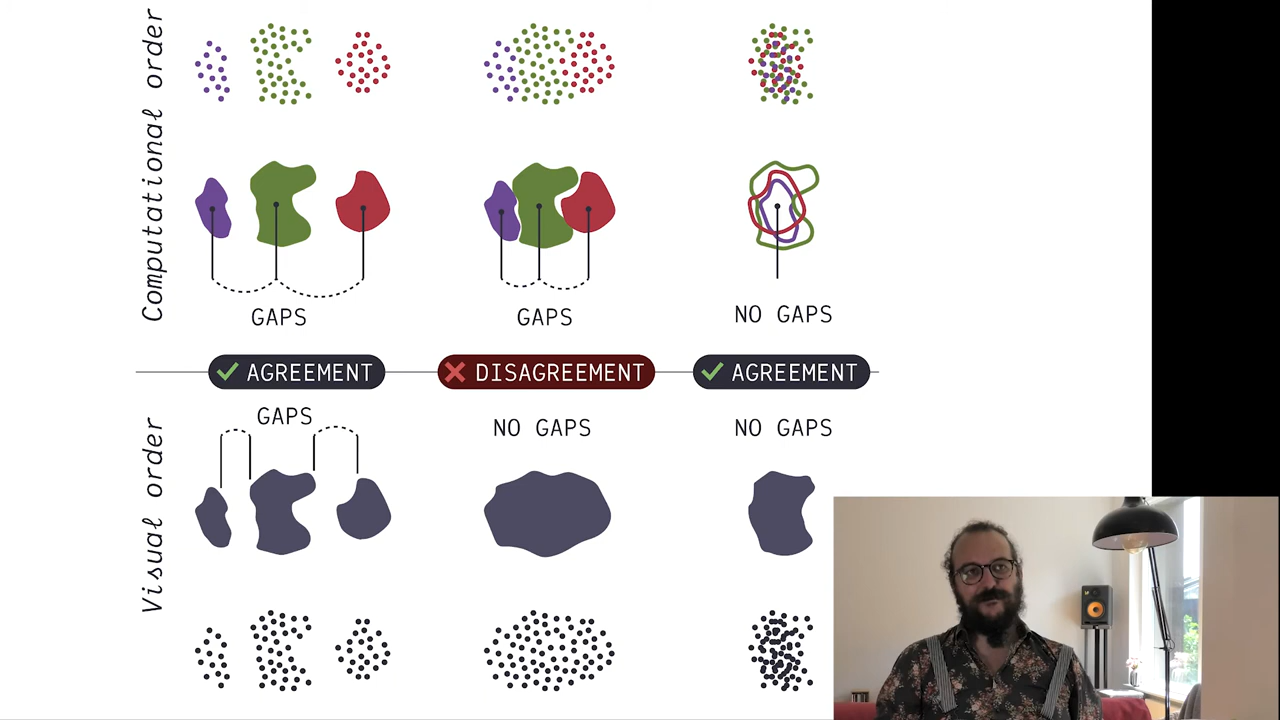 Computational order
GAPS
GAPS
NO GAPS
AGREEMENT
DISAGREEMENT
AGREEMENT
Visual order
GAPS
NO GAPS
NO GAPS